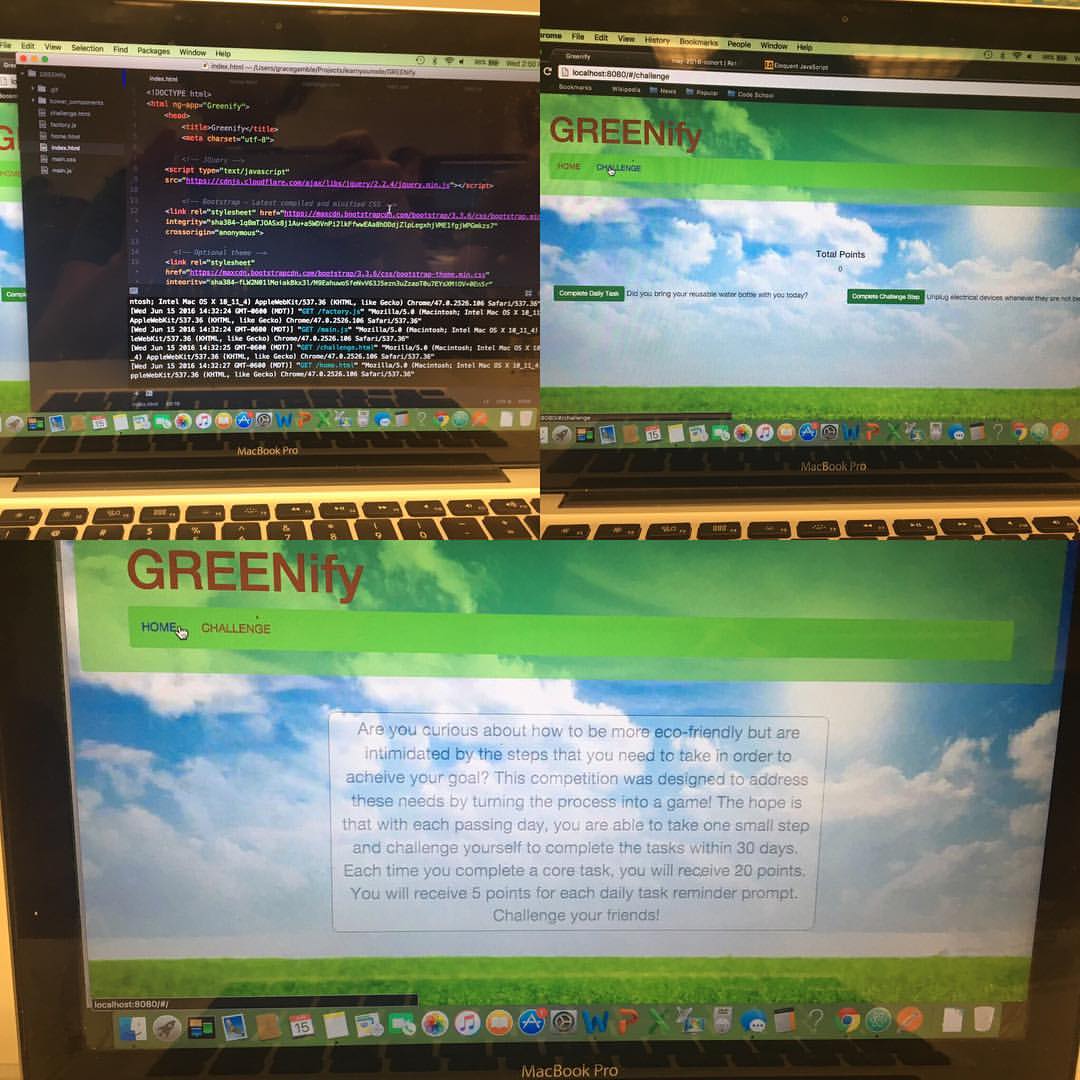 File Edit View Selection Find Packages Window Help
index.html — /Users/gracegamble/Projects/learnyounode/GREENify
GREENify
.git
bower_components
challenge.html
factory.js
home.html
index.html
main.css
main.js
index.html
<!DOCTYPE html>
<html ng-app="Greenify">
<head>
<title>Greenify</title>
<meta charset="utf-8">
<!-- JQuery -->
<script type="text/javascript"
src="https://cdnjs.cloudflare.com/ajax/libs/jquery/2.2.4/jquery.min.js"></script>
<!-- Bootstrap - Latest compiled and minified CSS -->
<link rel="stylesheet" href="https://maxcdn.bootstrapcdn.com/bootstrap/3.3.6/css/bootstrap.mi
crossorigin="anonymous">
<!-- Optional theme -->
<link rel="stylesheet"
href="https://maxcdn.bootstrapcdn.com/bootstrap/3.3.6/css/bootstrap-theme.min.css"
ntosh; Intel Mac OS X 10_11_4) AppleWebKit/537.36 (KHTML, like Gecko) Chrome/47.0.2526.106 Safari/537.36"
[Wed Jun 15 2016 14:32:24 GMT-0600 (MDT)] "GET /factory.js" "Mozilla/5.0 (Macintosh; Intel Mac OS X 10_11
AppleWebKit/537.36 (KHTML, like Gecko) Chrome/47.0.2526.106 Safari/537.36"
[Wed Jun 15 2016 14:32:24 GMT-0600 (MDT)] "GET /main.js" "Mozilla/5.0 (Macintosh; Intel Mac OS X 10_11_4)
leWebKit/537.36 (KHTML, like Gecko) Chrome/47.0.2526.106 Safari/537.36"
[Wed Jun 15 2016 14:32:25 GMT-0600 (MDT)] "GET /challenge.html" "Mozilla/5.0 (Macintosh; Intel Mac OS X 10
_4) AppleWebKit/537.36 (KHTML, like Gecko) Chrome/47.0.2526.106 Safari/537.36"
[Wed Jun 15 2016 14:32:27 GMT-0600 (MDT)] "GET /home.html" "Mozilla/5.0 (Macintosh; Intel Mac OS X 10_11_4
ppleWebKit/537.36 (KHTML, like Gecko) Chrome/47.0.2526.106 Safari/537.36"
MacBook Pro
hrome File Edit View History Bookmarks People Window Help
Greenify
Eloquent JavaScript
localhost:8080/#/challenge
Bookmarks Wikipedia News Popular Code School
GREENify
HOME CHALLENGE
Total Points
0
Complete Daily Task Did you bring your reusable water bottle with you today?
Complete Challenge Step Unplug electrical devices whenever they are not be
MacBook Pro
GREENify
HOME CHALLENGE
Are you curious about how to be more eco-friendly but are
intimidated by the steps that you need to take in order to
acheive your goal? This competition was designed to address
these needs by turning the process into a game! The hope is
that with each passing day, you are able to take one small step
and challenge yourself to complete the tasks within 30 days.
Each time you complete a core task, you will receive 20 points.
You will receive 5 points for each daily task reminder prompt.
Challenge your friends!
localhost:8080/#/
15
MacBook Pro